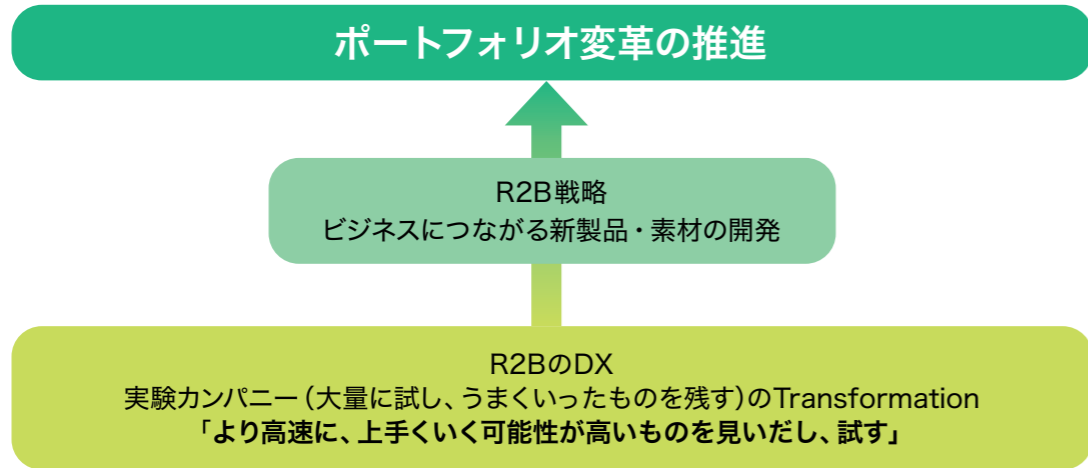 ポートフォリオ変革の推進
R2B戦略
ビジネスにつながる新製品・素材の開発
R2BのDX
実験カンパニー（大量に試し、うまくいったものを残す）のTransformation
「より高速に、上手くいく可能性が高いものを見いだし、試す」